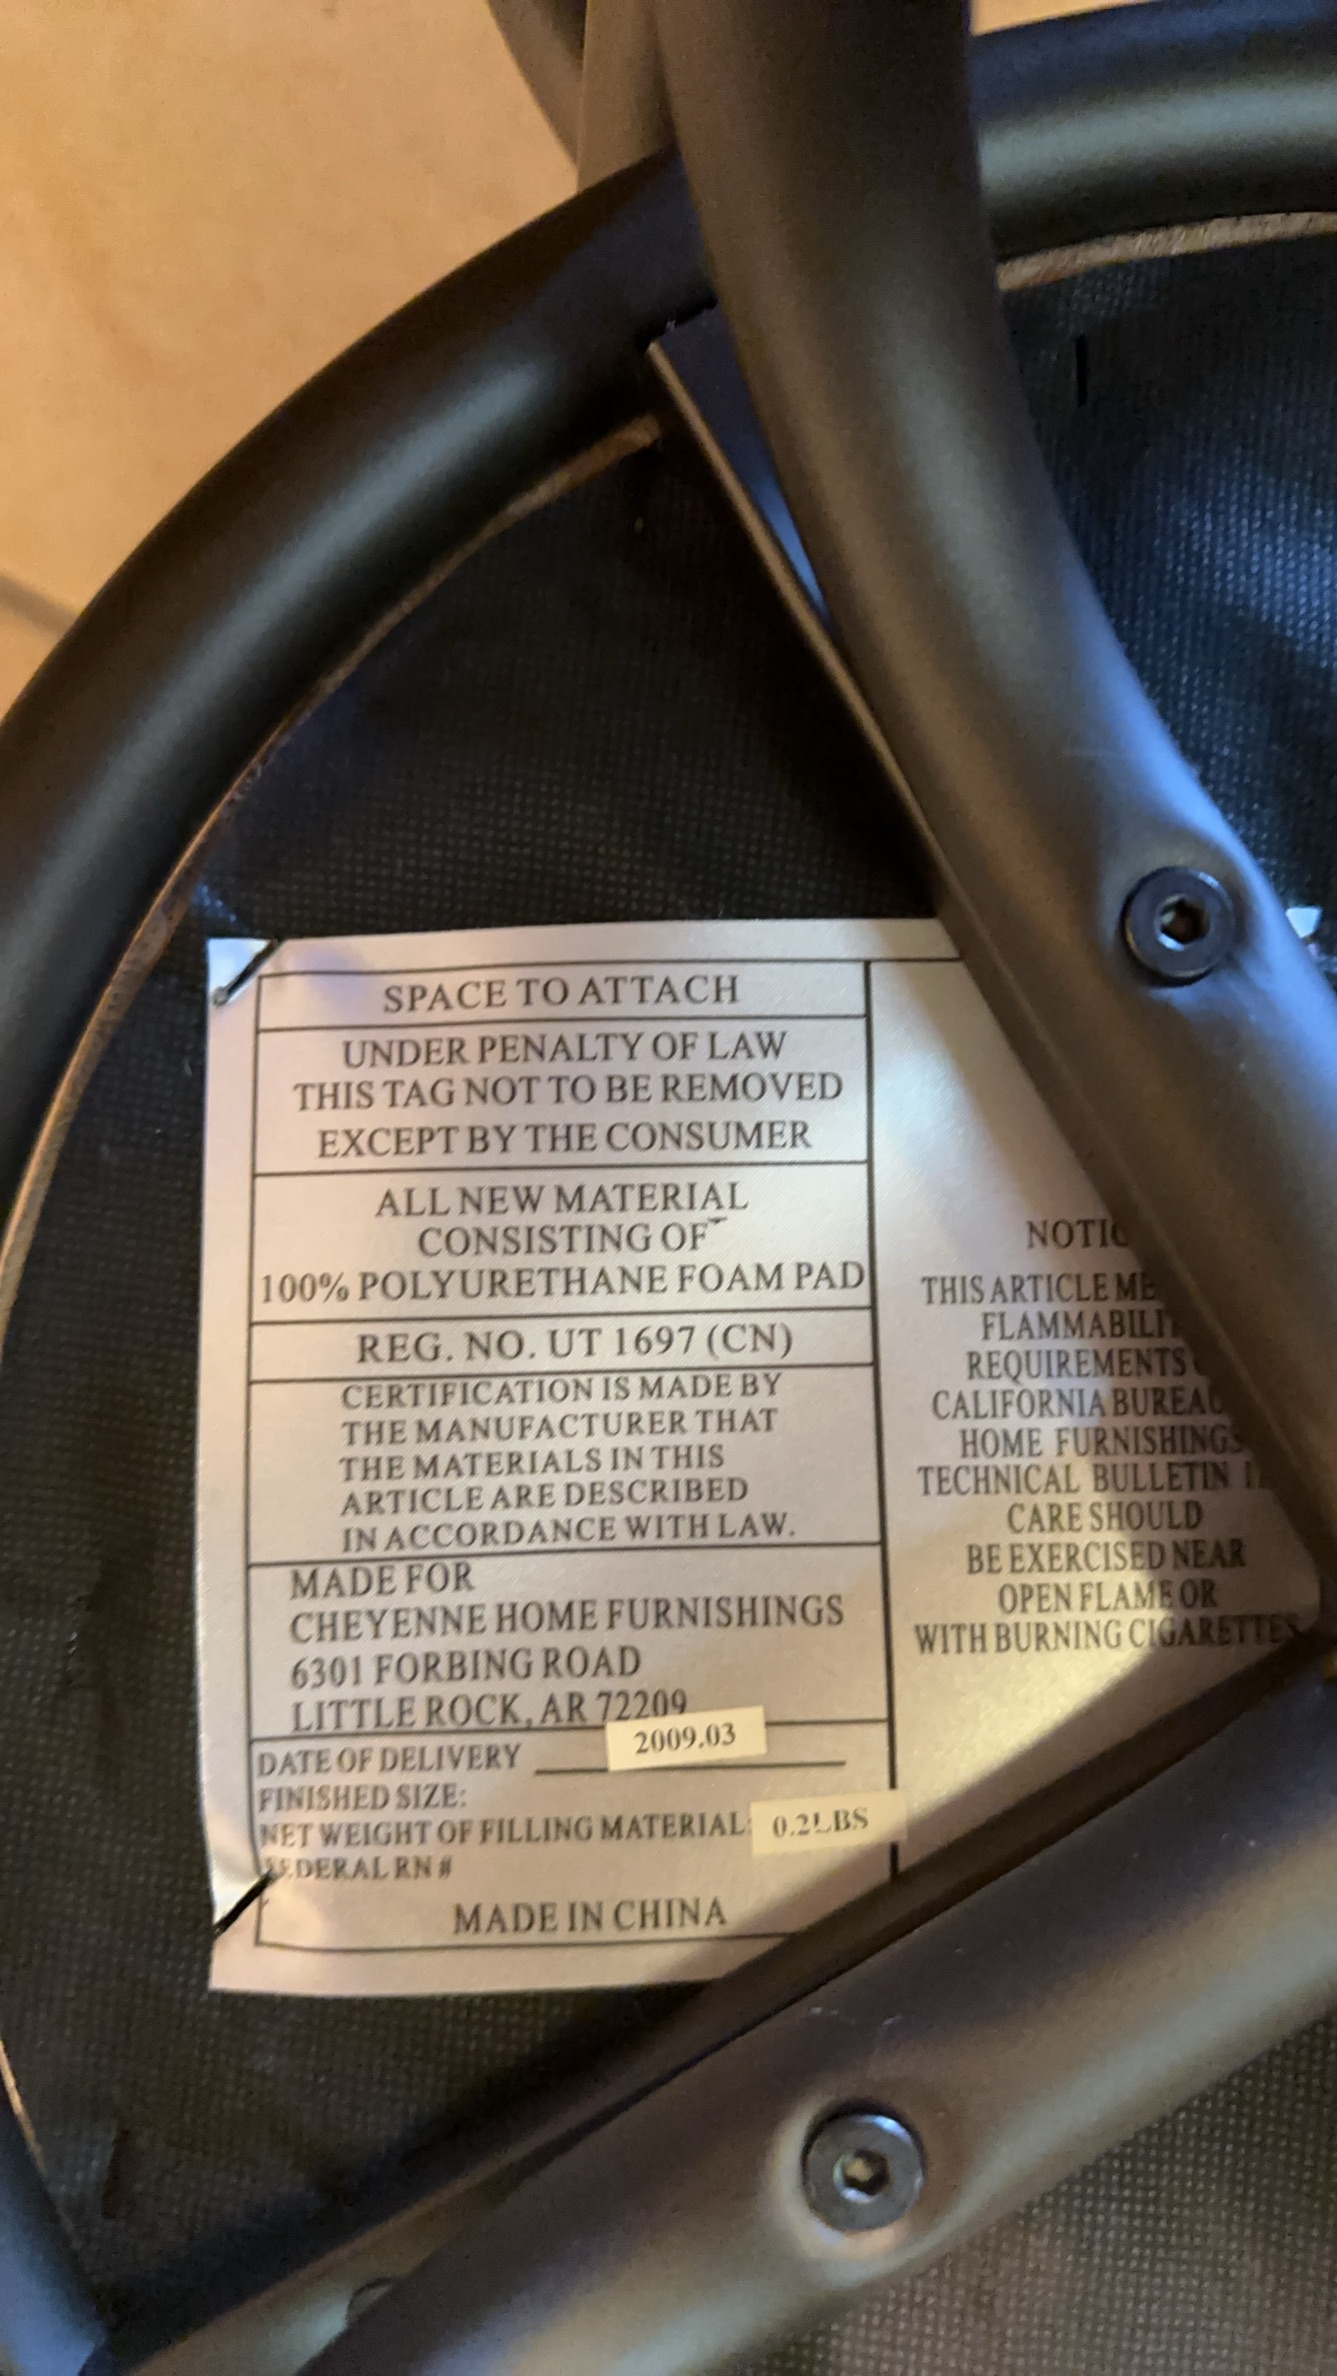 SPACE TO ATTACH
UNDER PENALTY OF LAW
THIS TAG NOT TO BE REMOVED
EXCEPT BY THE CONSUMER
ALL NEW MATERIAL
CONSISTING OF
100% POLYURETHANE FOAM PAD
REG. NO. UT 1697 (CN)
CERTIFICATION IS MADE BY
THE MANUFACTURER THAT
THE MATERIALS IN THIS
ARTICLE ARE DESCRIBED
IN ACCORDANCE WITH LAW.
MADE FOR
CHEYENNE HOME FURNISHINGS
6301 FORBING ROAD
LITTLE ROCK, AR 72209
DATE OF DELIVERY 2009.03
FINISHED SIZE:
NET WEIGHT OF FILLING MATERIAL: 0.2LBS
FEDERAL RN #
MADE IN CHINA
THIS ARTICLE
REQUIREMENTS
CALIFORNIA
HOME FURNISHINGS
TECHNICAL BULLETIN
CARE SHOULD
BE EXERCISED NEAR
OPEN FLAME OR
WITH BURNING CIGARETTES